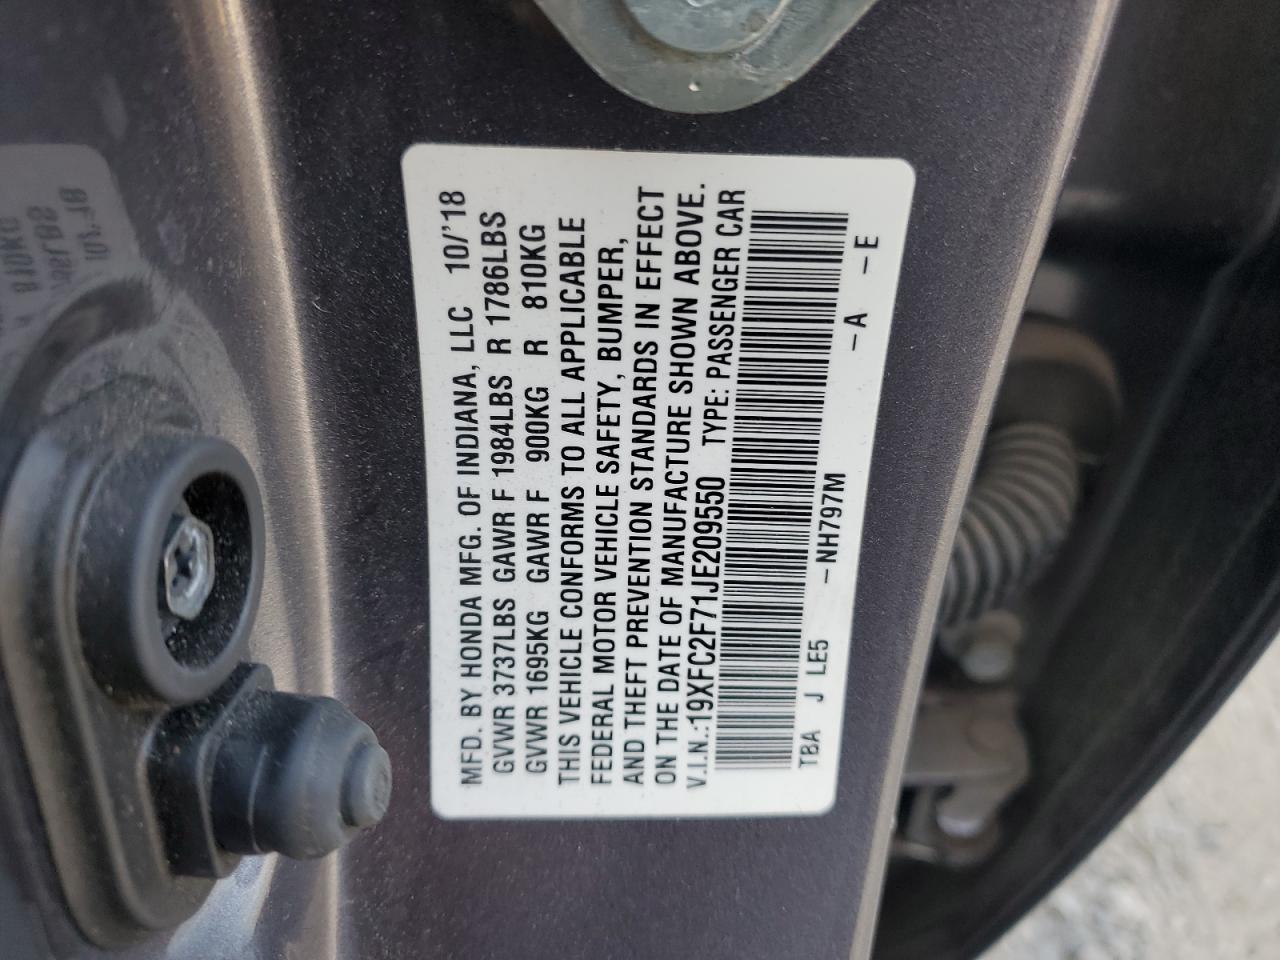 MFD. BY HONDA MFG. OF INDIANA, LLC 10/'18
GVWR 3737LBS GAWR F 1984LBS R 1786LBS
GVWR 1695KG GAWR F 900KG R 810KG
THIS VEHICLE CONFORMS TO ALL APPLICABLE
FEDERAL MOTOR VEHICLE SAFETY, BUMPER,
AND THEFT PREVENTION STANDARDS IN EFFECT
ON THE DATE OF MANUFACTURE SHOWN ABOVE.
V.I.N.:19XFC2F71JE209550 TYPE: PASSENGER CAR
TBA J LE5 -NH797M -A -E